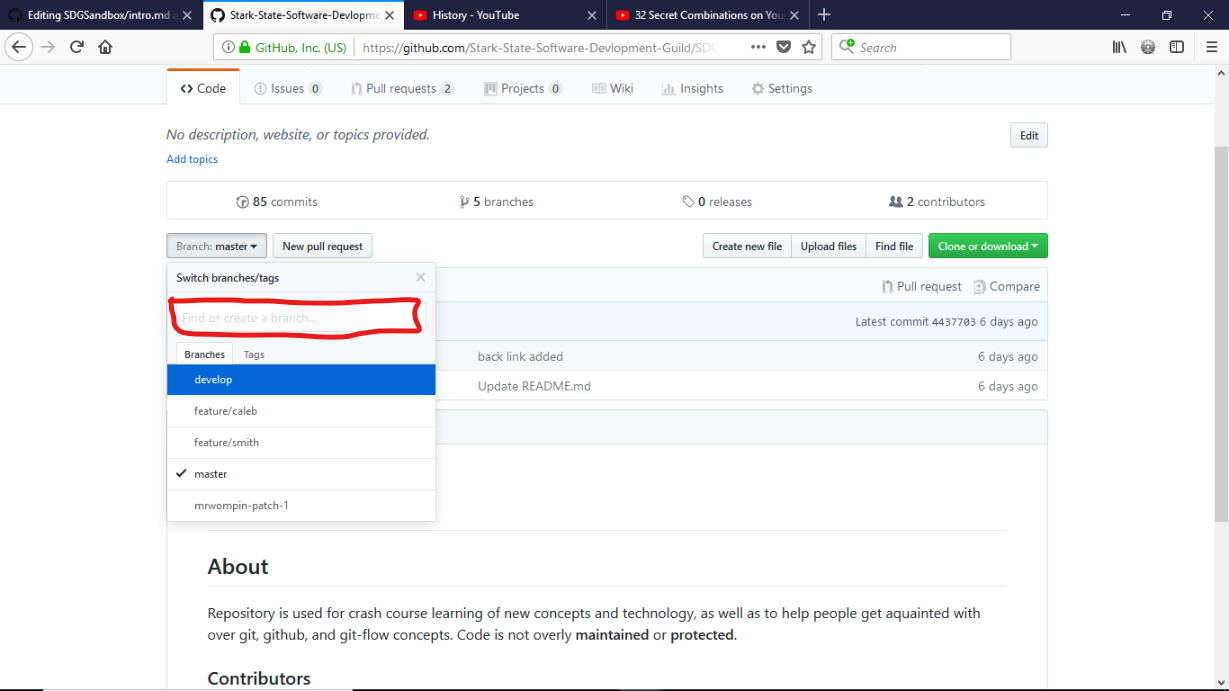 Editing SDGSandbox/intro.md a
Stark-State-Software-Devlopme
History - YouTube
32 Secret Combinations on You
GitHub, Inc. (US)
https://github.com/Stark-State-Software-Devlopment-Guild/SDG
Search
Code
Issues 0
Pull requests 2
Projects 0
Wiki
Insights
Settings
No description, website, or topics provided.
Edit
Add topics
85 commits
5 branches
0 releases
2 contributors
Branch: master
New pull request
Create new file
Upload files
Find file
Clone or download
Switch branches/tags
Pull request
Compare
Find or create a branch...
Latest commit 4437703 6 days ago
Branches
Tags
back link added
6 days ago
develop
Update README.md
6 days ago
feature/caleb
feature/smith
master
mrwompin-patch-1
About
Repository is used for crash course learning of new concepts and technology, as well as to help people get aquainted with
over git, github, and git-flow concepts. Code is not overly maintained or protected.
Contributors